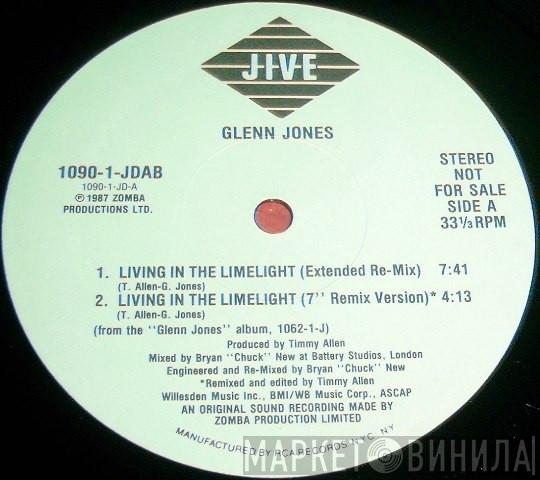 JIVE
GLENN JONES
1090-1-JDAB
1090-1-JD-A
℗ 1987 ZOMBA
PRODUCTIONS LTD.
STEREO
NOT
FOR SALE
SIDE A
33⅓ RPM
1. LIVING IN THE LIMELIGHT (Extended Re-Mix) 7:41
(T. Allen-G. Jones)
2. LIVING IN THE LIMELIGHT (7'' Remix Version)* 4:13
(T. Allen-G. Jones)
(from the ''Glenn Jones'' album, 1062-1-J)
Produced by Timmy Allen
Mixed by Bryan ''Chuck'' New at Battery Studios, London
Engineered and Re-Mixed by Bryan ''Chuck'' New
*Remixed and edited by Timmy Allen
Willesden Music Inc., BMI/WB Music Corp., ASCAP
AN ORIGINAL SOUND RECORDING MADE BY
ZOMBA PRODUCTION LIMITED
MANUFACTURED BY RCA RECORDS, NYC, NY
МАРКЕТ ВИНИЛА